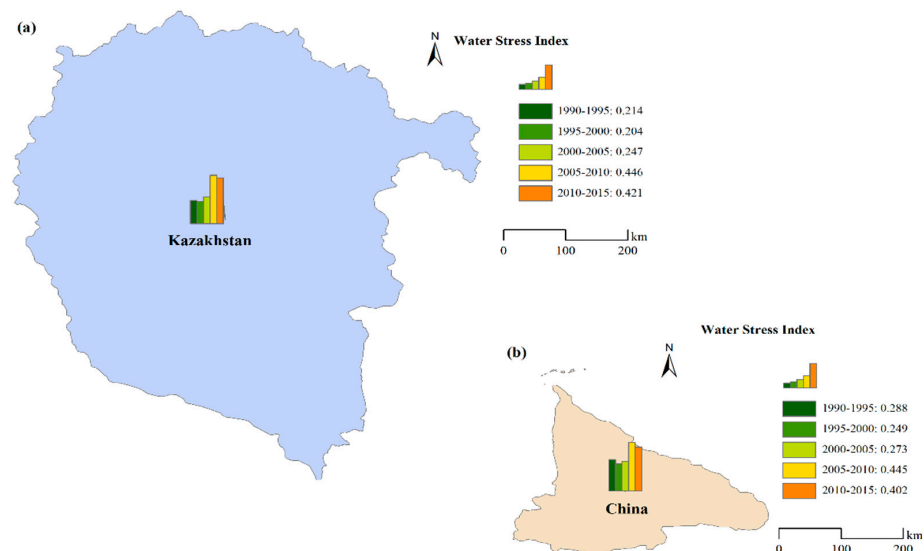 (a)
N
Water Stress Index
1990-1995: 0.214
1995-2000: 0.204
2000-2005: 0.247
2005-2010: 0.446
2010-2015: 0.421
Kazakhstan
km
0 100 200
Water Stress Index
(b)
N
1990-1995: 0.288
1995-2000: 0.249
2000-2005: 0.273
2005-2010: 0.445
2010-2015: 0.402
China
km
0 100 200